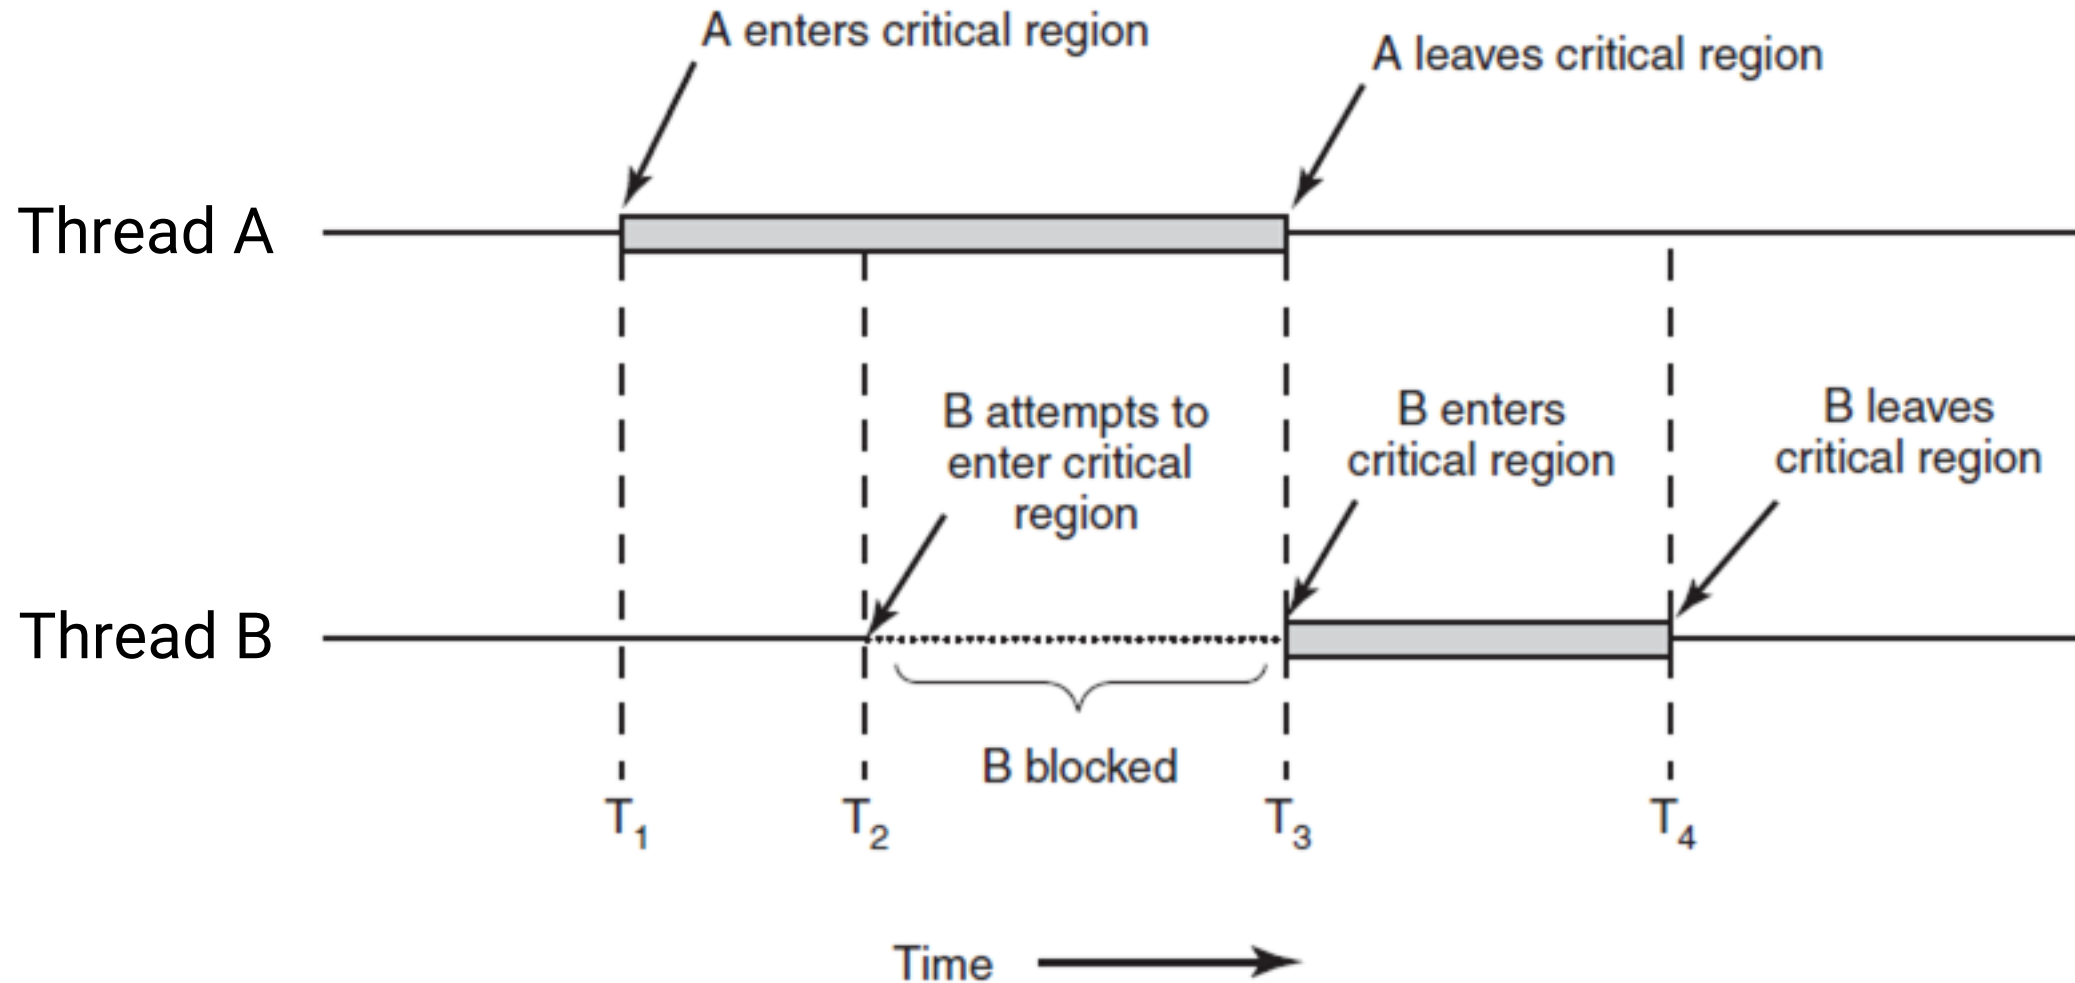 A enters critical region
A leaves critical region
Thread A
B attempts to
enter critical
region
B enters
critical region
B leaves
critical region
Thread B
B blocked
T1
T2
T3
T4
Time